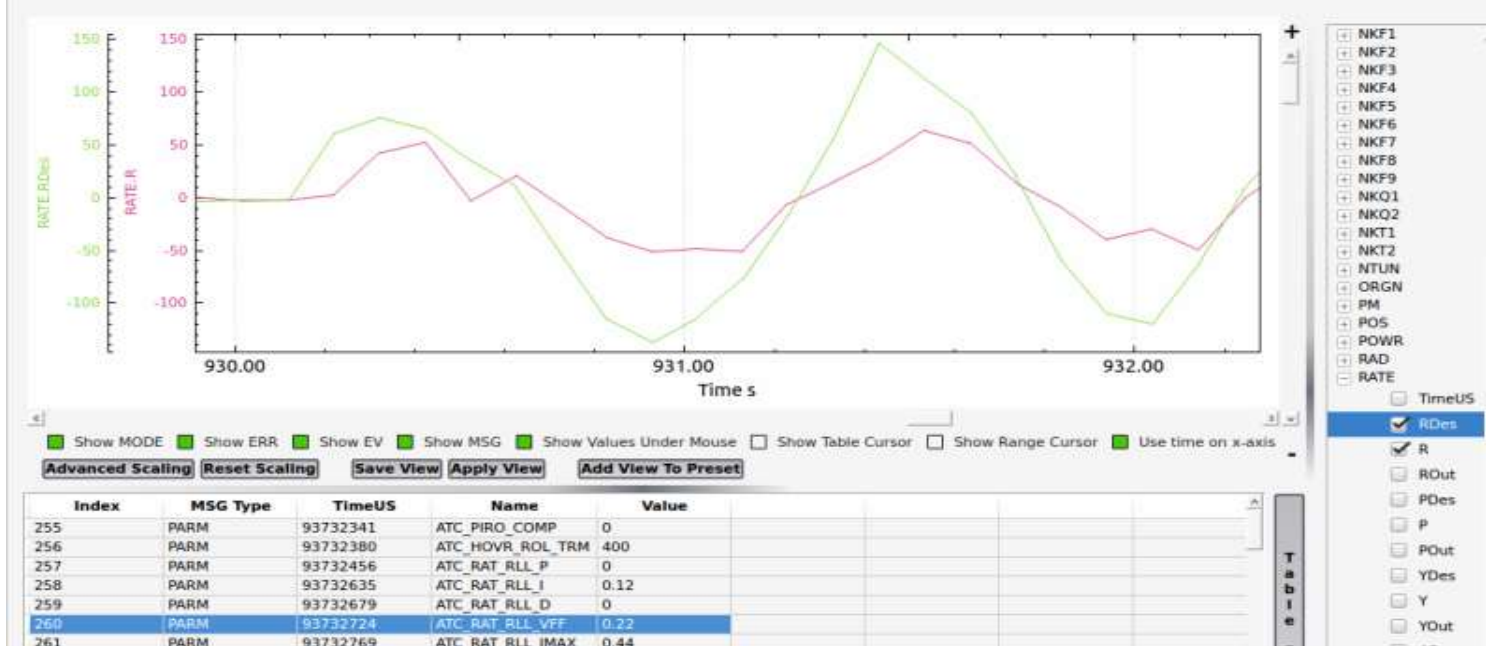 150 150
100 100
50 50
0 0
-50 -50
-100 -100
RATE.RDes
RATE.R
930.00 931.00 932.00
Time s
+
Show MODE Show ERR Show EV Show MSG Show Values Under Mouse Show Table Cursor Show Range Cursor Use time on x-axis
-
Advanced Scaling Reset Scaling Save View Apply View Add View To Preset
Index MSG Type TimeUS Name Value
255 PARM 93732341 ATC_PIRO_COMP 0
256 PARM 93732380 ATC_HOVR_ROL_TRM 400
257 PARM 93732456 ATC_RAT_RLL_P 0
258 PARM 93732635 ATC_RAT_RLL_I 0.12
259 PARM 93732679 ATC_RAT_RLL_D 0
260 PARM 93732724 ATC_RAT_RLL_VFF 0.22
261 PARM 93732769 ATC_RAT_RLL_IMAX 0.44
Table
NKF1
NKF2
NKF3
NKF4
NKF5
NKF6
NKF7
NKF8
NKF9
NKQ1
NKQ2
NKT1
NKT2
NTUN
ORGN
PM
POS
POWR
RAD
RATE
TimeUS
RDes
R
ROut
PDes
P
POut
YDes
Y
YOut